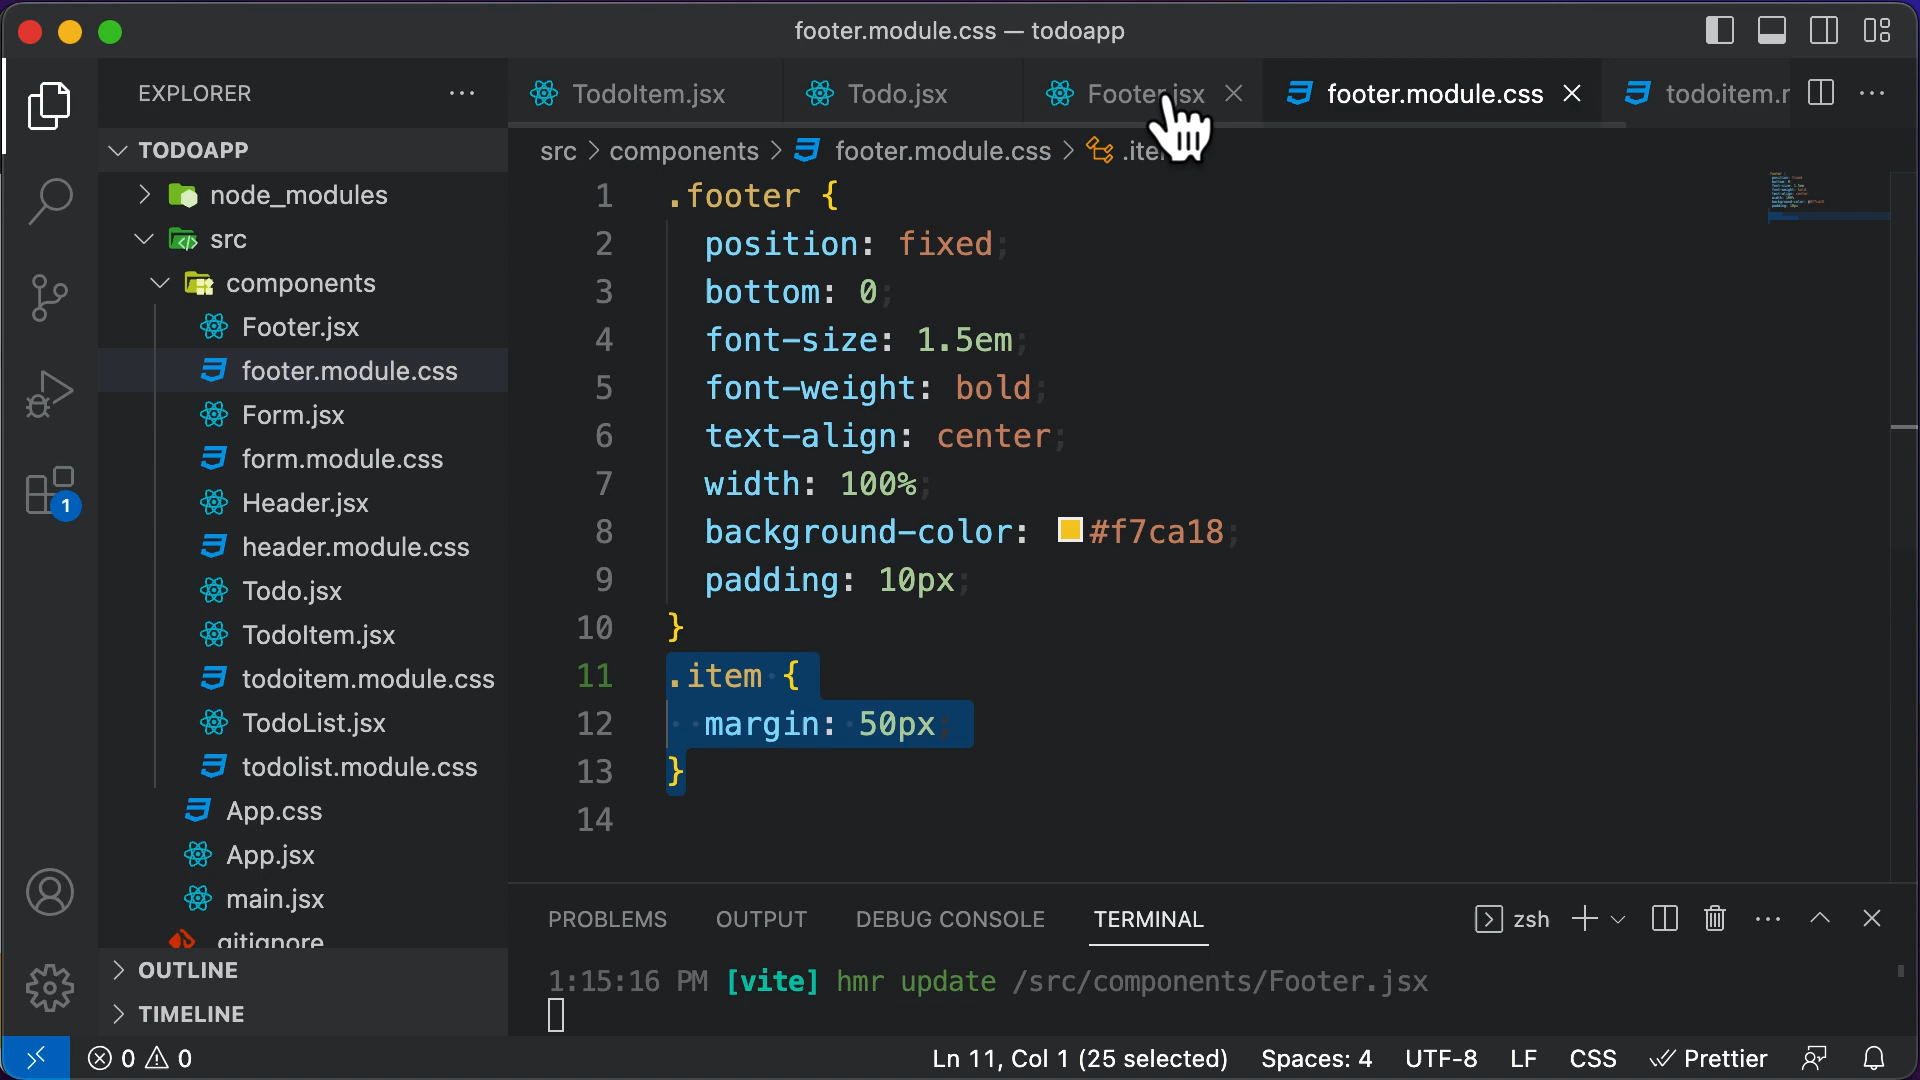 footer.module.css — todoapp
EXPLORER
TodoItem.jsx
Todo.jsx
Footer.jsx
footer.module.css
todoitem.r
TODOAPP
src > components > footer.module.css > .ite
node_modules
src
components
Footer.jsx
footer.module.css
Form.jsx
form.module.css
Header.jsx
header.module.css
Todo.jsx
TodoItem.jsx
todoitem.module.css
TodoList.jsx
todolist.module.css
App.css
App.jsx
main.jsx
.gitignore
OUTLINE
TIMELINE
1 .footer {
2 position: fixed;
3 bottom: 0;
4 font-size: 1.5em;
5 font-weight: bold;
6 text-align: center;
7 width: 100%;
8 background-color: #f7ca18;
9 padding: 10px;
10 }
11 .item {
12 margin: 50px;
13 }
14
PROBLEMS OUTPUT DEBUG CONSOLE TERMINAL
zsh
1:15:16 PM [vite] hmr update /src/components/Footer.jsx
1
0 0
Ln 11, Col 1 (25 selected) Spaces: 4 UTF-8 LF CSS Prettier